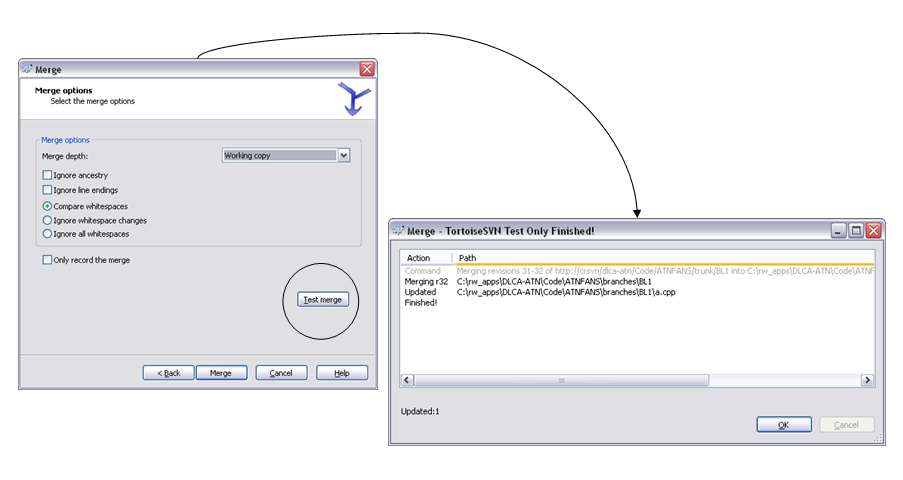 Merge
Merge options
Select the merge options
Merge options
Merge depth:
Working copy
Ignore ancestry
Ignore line endings
Compare whitespaces
Ignore whitespace changes
Ignore all whitespaces
Only record the merge
Test merge
< Back
Merge
Cancel
Help
Merge - TortoiseSVN Test Only Finished!
Action Path
Command Merging revisions 31-32 of http://crsvn/dlca-atn/Code/ATNFANS/trunk/BL1 into C:\rw_apps\DLCA-ATN\Code\ATNF
Merging r32 C:\rw_apps\DLCA-ATN\Code\ATNFANS\branches\BL1
Updated C:\rw_apps\DLCA-ATN\Code\ATNFANS\branches\BL1\a.cpp
Finished!
Updated:1
OK
Cancel